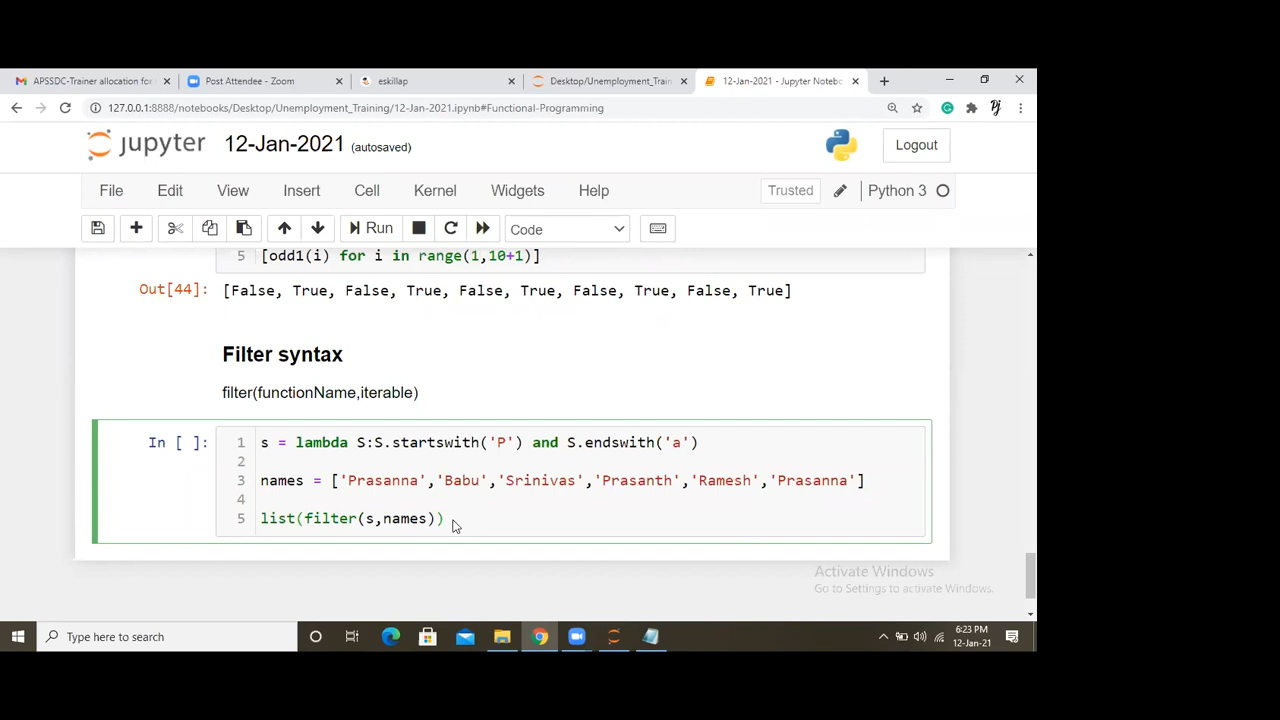 APSSDC-Trainer allocation for
Post Attendee - Zoom
eskillap
Desktop/Unemployment_Train
12-Jan-2021 - Jupyter Notebo
127.0.0.1:8888/notebooks/Desktop/Unemployment_Training/12-Jan-2021.ipynb#Functional-Programming
jupyter 12-Jan-2021 (autosaved)
Logout
File Edit View Insert Cell Kernel Widgets Help
Trusted
Python 3
Run
Code
5 [odd1(i) for i in range(1,10+1)]
Out[44]: [False, True, False, True, False, True, False, True, False, True]
Filter syntax
filter(functionName,iterable)
In [ ]: 1 s = lambda S:S.startswith('P') and S.endswith('a')
2
3 names = ['Prasanna','Babu','Srinivas','Prasanth','Ramesh','Prasanna']
4
5 list(filter(s,names))
Activate Windows
Go to Settings to activate Windows.
Type here to search
6:23 PM
12-Jan-21